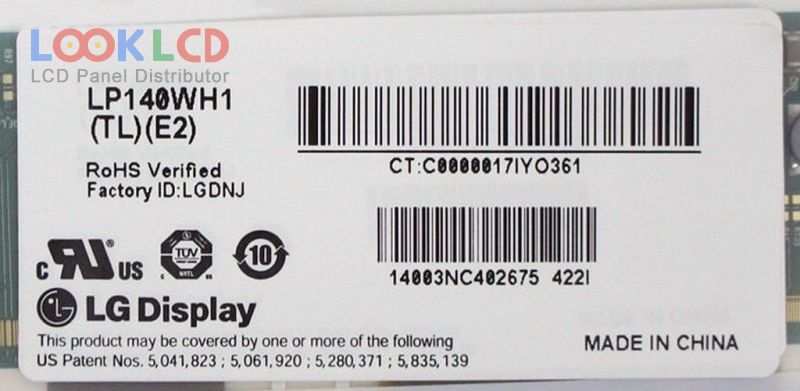 LOOKLCD
LCD Panel Distributor
LP140WH1
(TL)(E2)
RoHS Verified
Factory ID:LGDNJ
CT:C0000017IYO361
14003NC402675 422I
c RU US
TÜV
10
LG Display
This product may be covered by one or more of the following
US Patent Nos. 5,041,823 ; 5,061,920 ; 5,280,371 ; 5,835,139
MADE IN CHINA